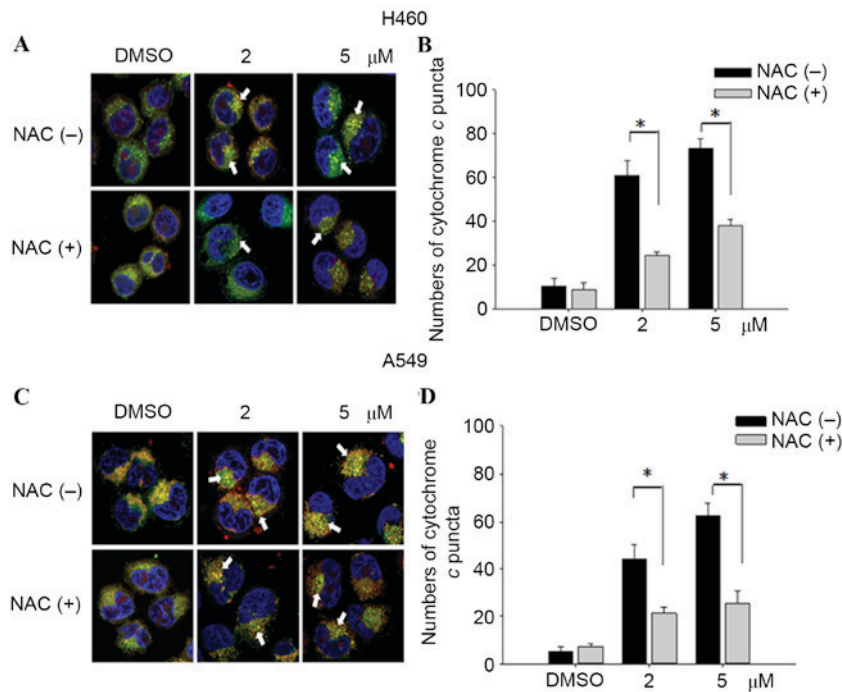 H460
A
DMSO 2 5 μM
NAC (–)
NAC (+)
B
NAC (–)
NAC (+)
Numbers of cytochrome c puncta
100
80
60
40
20
0
* *
DMSO 2 5 μM
A549
C
DMSO 2 5 μM
NAC (–)
NAC (+)
D
NAC (–)
NAC (+)
Numbers of cytochrome
c puncta
100
80
60
40
20
0
* *
DMSO 2 5 μM